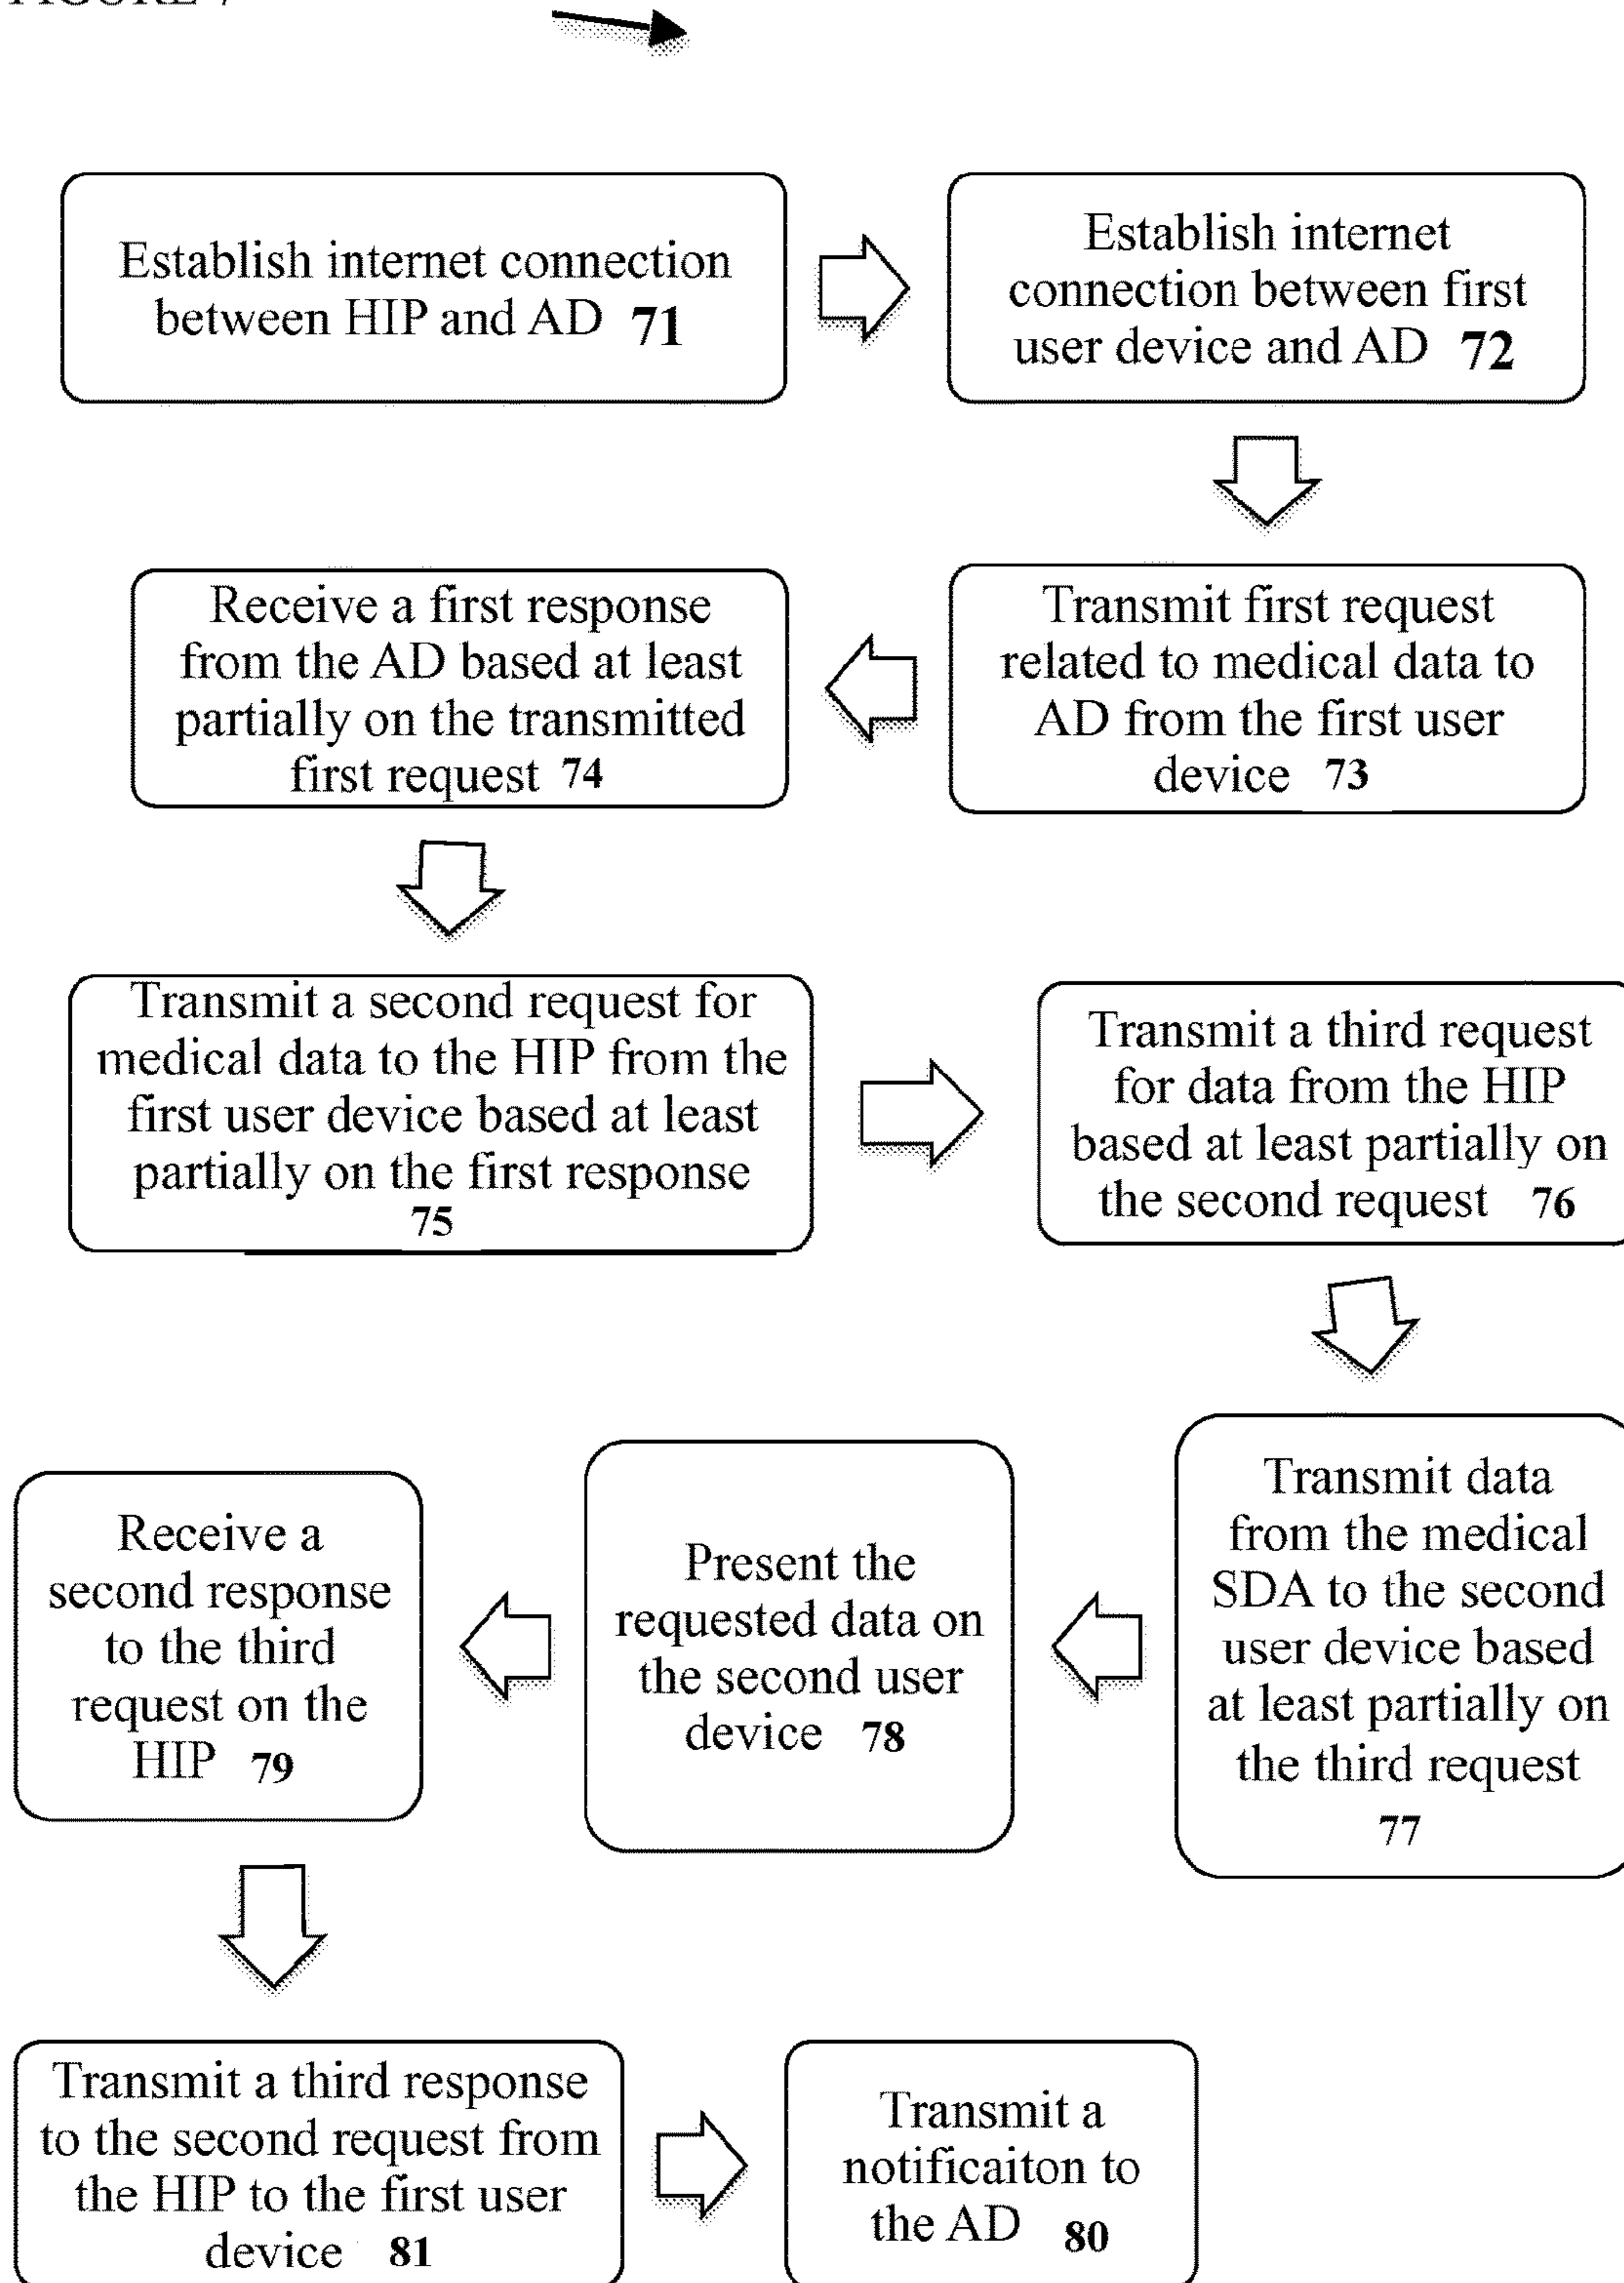 Establish internet connection
between HIP and AD 71
Establish internet
connection between first
user device and AD 72
Transmit first request
related to medical data to
AD from the first user
device 73
Receive a first response
from the AD based at least
partially on the transmitted
first request 74
Transmit a second request for
medical data to the HIP from the
first user device based at least
partially on the first response
75
Transmit a third request
for data from the HIP
based at least partially on
the second request 76
Transmit data
from the medical
SDA to the second
user device based
at least partially on
the third request
77
Present the
requested data on
the second user
device 78
Receive a
second response
to the third
request on the
HIP 79
Transmit a third response
to the second request from
the HIP to the first user
device 81
Transmit a
notificaiton to
the AD 80